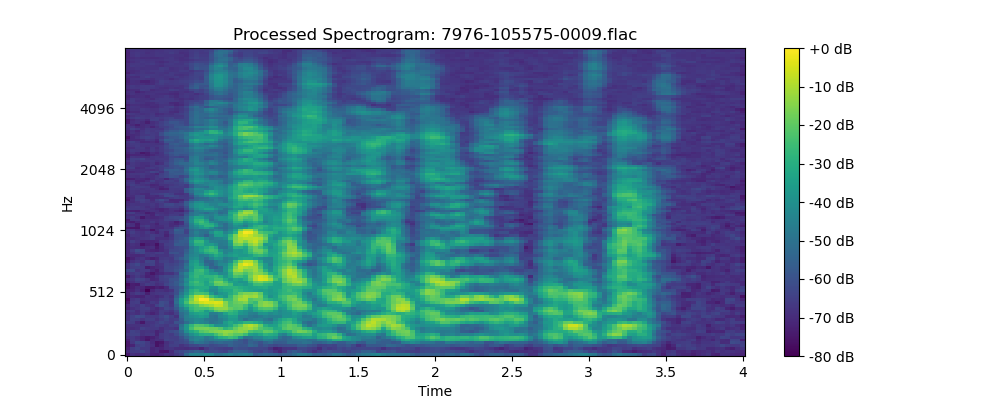 Processed Spectrogram: 7976-105575-0009.flac
+0 dB
-10 dB
-20 dB
-30 dB
-40 dB
-50 dB
-60 dB
-70 dB
-80 dB
Hz
4096
2048
1024
512
0
0 0.5 1 1.5 2 2.5 3 3.5 4
Time